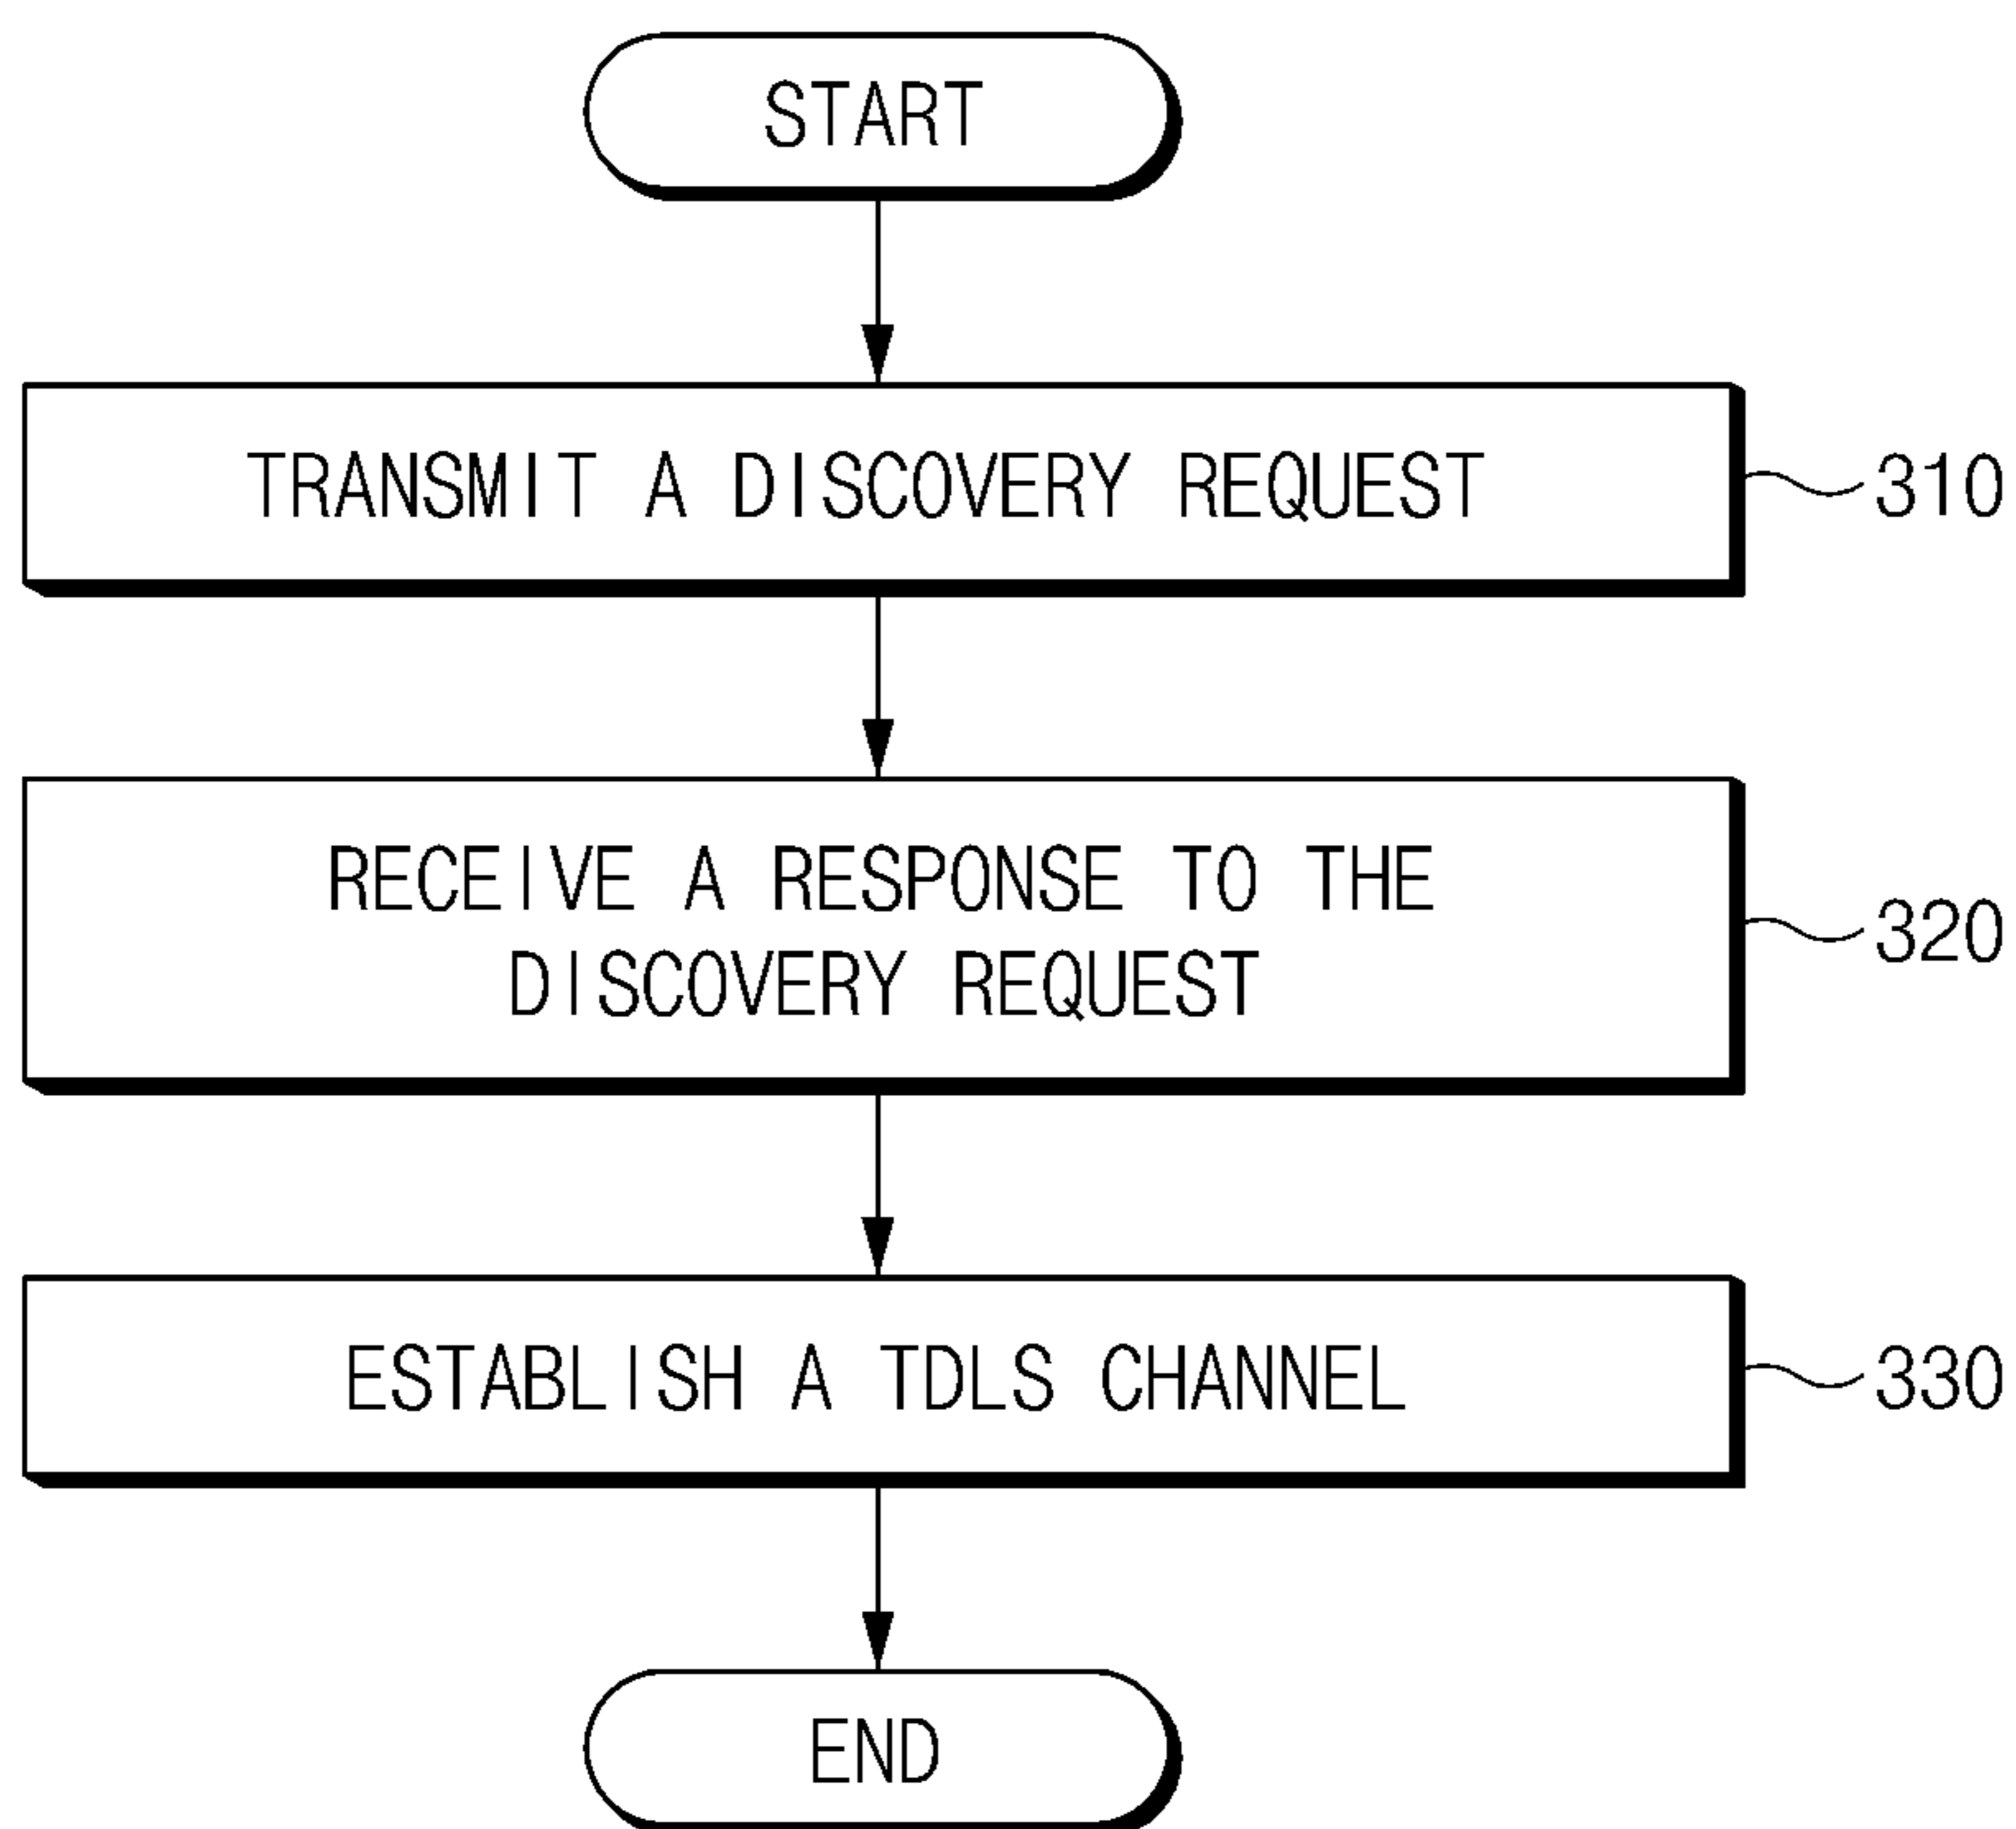 START
TRANSMIT A DISCOVERY REQUEST
310
RECEIVE A RESPONSE TO THE
DISCOVERY REQUEST
320
ESTABLISH A TDLS CHANNEL
330
END